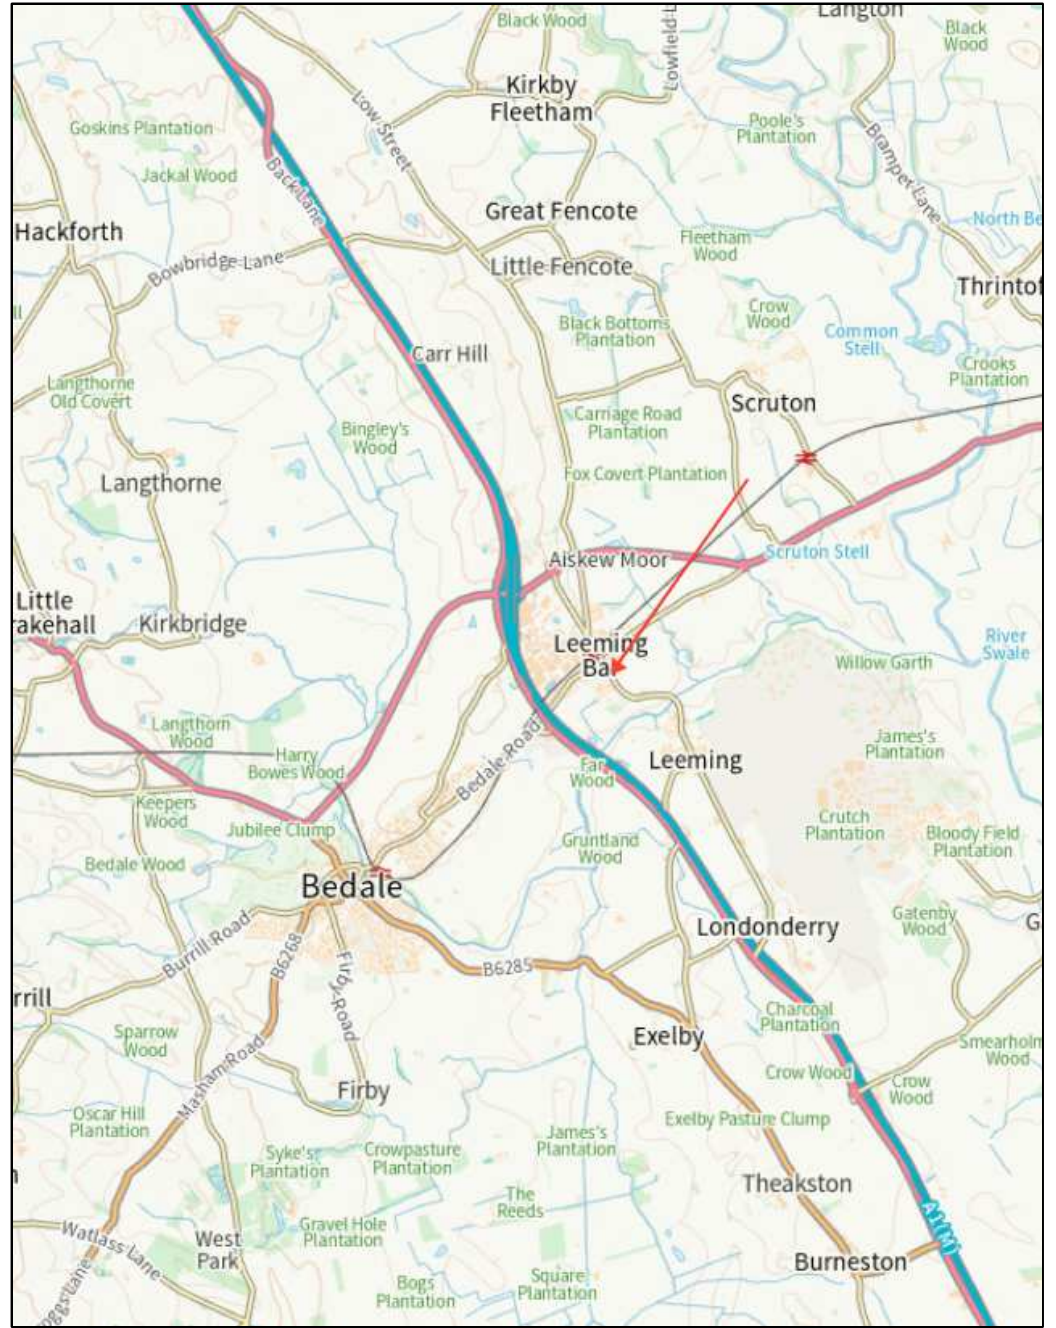 Black Wood
Langton
Black
Wood
Lowfield L
Kirkby
Fleetham
Low Street
Goskins Plantation
Poole's
Plantation
Jackal Wood
Back Lane
Bramper Lane
Great Fencote
North Be
Hackforth
Fleetham
Wood
Bowbridge Lane
Little Fencote
Thrintof
ll
Crow
Wood
Black Bottoms
Plantation
Common
Stell
Carr Hill
Crooks
Plantation
Langthorne
Old Covert
Scruton
Carriage Road
Plantation
Bingley's
Wood
Fox Covert Plantation
Langthorne
Aiskew Moor
Scruton Stell
Little
rakehall
Kirkbridge
Leeming
Ba
River
Swale
Willow Garth
Langthorn
Wood
James's
Plantation
Harry
Bowes Wood
Bedale Road
Leeming
Far
Wood
Keepers
Wood
Jubilee Clump
Crutch
Plantation
Bloody Field
Plantation
Gruntland
Wood
Bedale Wood
Bedale
Gatenby
Wood
G
Londonderry
Burrill Road
B6268
Firby Road
B6285
rrill
Charcoal
Plantation
Sparrow
Wood
Exelby
Smearholm
Wood
Masham Road
Crow Wood
Crow
Wood
Firby
Oscar Hill
Plantation
Exelby Pasture Clump
James's
Plantation
Syke's
Plantation
Crowpasture
Plantation
Theakston
The
Reeds
A1(M)
Gravel Hole
Plantation
West
Park
Watlass Lane
Burneston
oggs Lane
Bogs
Plantation
Square
Plantation